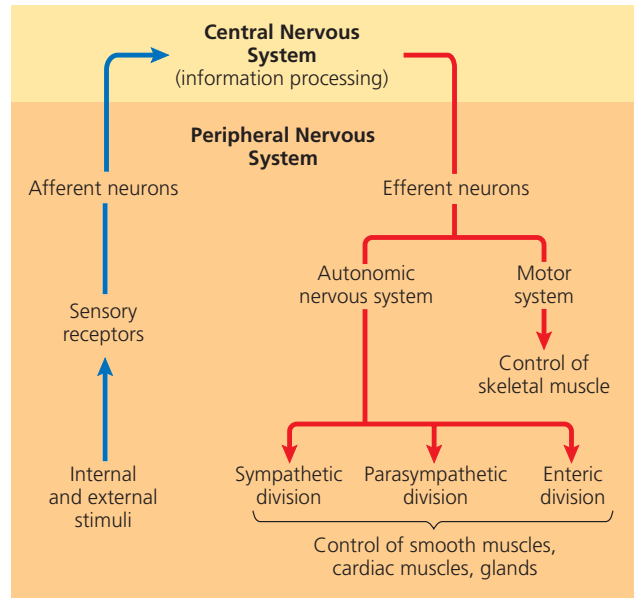 Central Nervous
System
(information processing)
Peripheral Nervous
System
Afferent neurons
Efferent neurons
Autonomic
nervous system
Motor
system
Sensory
receptors
Control of
skeletal muscle
Internal
and external
stimuli
Sympathetic
division
Parasympathetic
division
Enteric
division
Control of smooth muscles,
cardiac muscles, glands